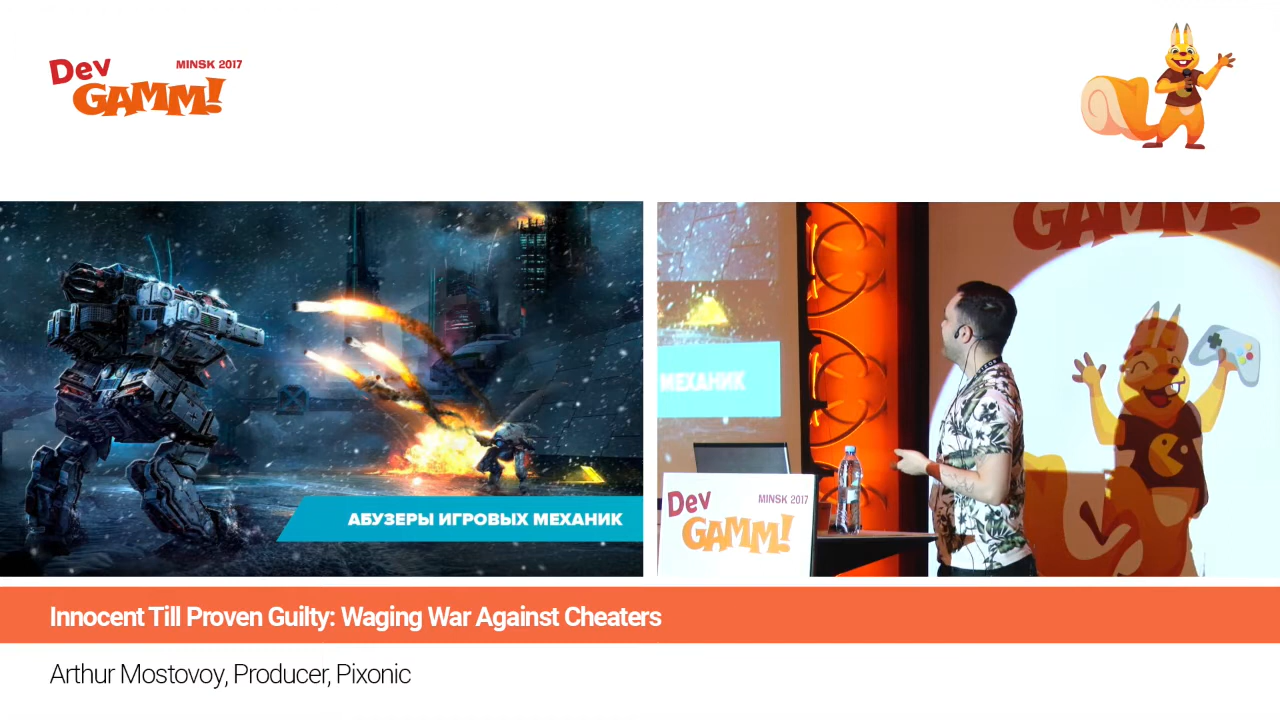 Dev
MINSK 2017
GAMM!
GAMM!
АБУЗЕРЫ ИГРОВЫХ МЕХАНИК
МЕХАНИК
Dev
MINSK 2017
GAMM!
Innocent Till Proven Guilty: Waging War Against Cheaters
Arthur Mostovoy, Producer, Pixonic